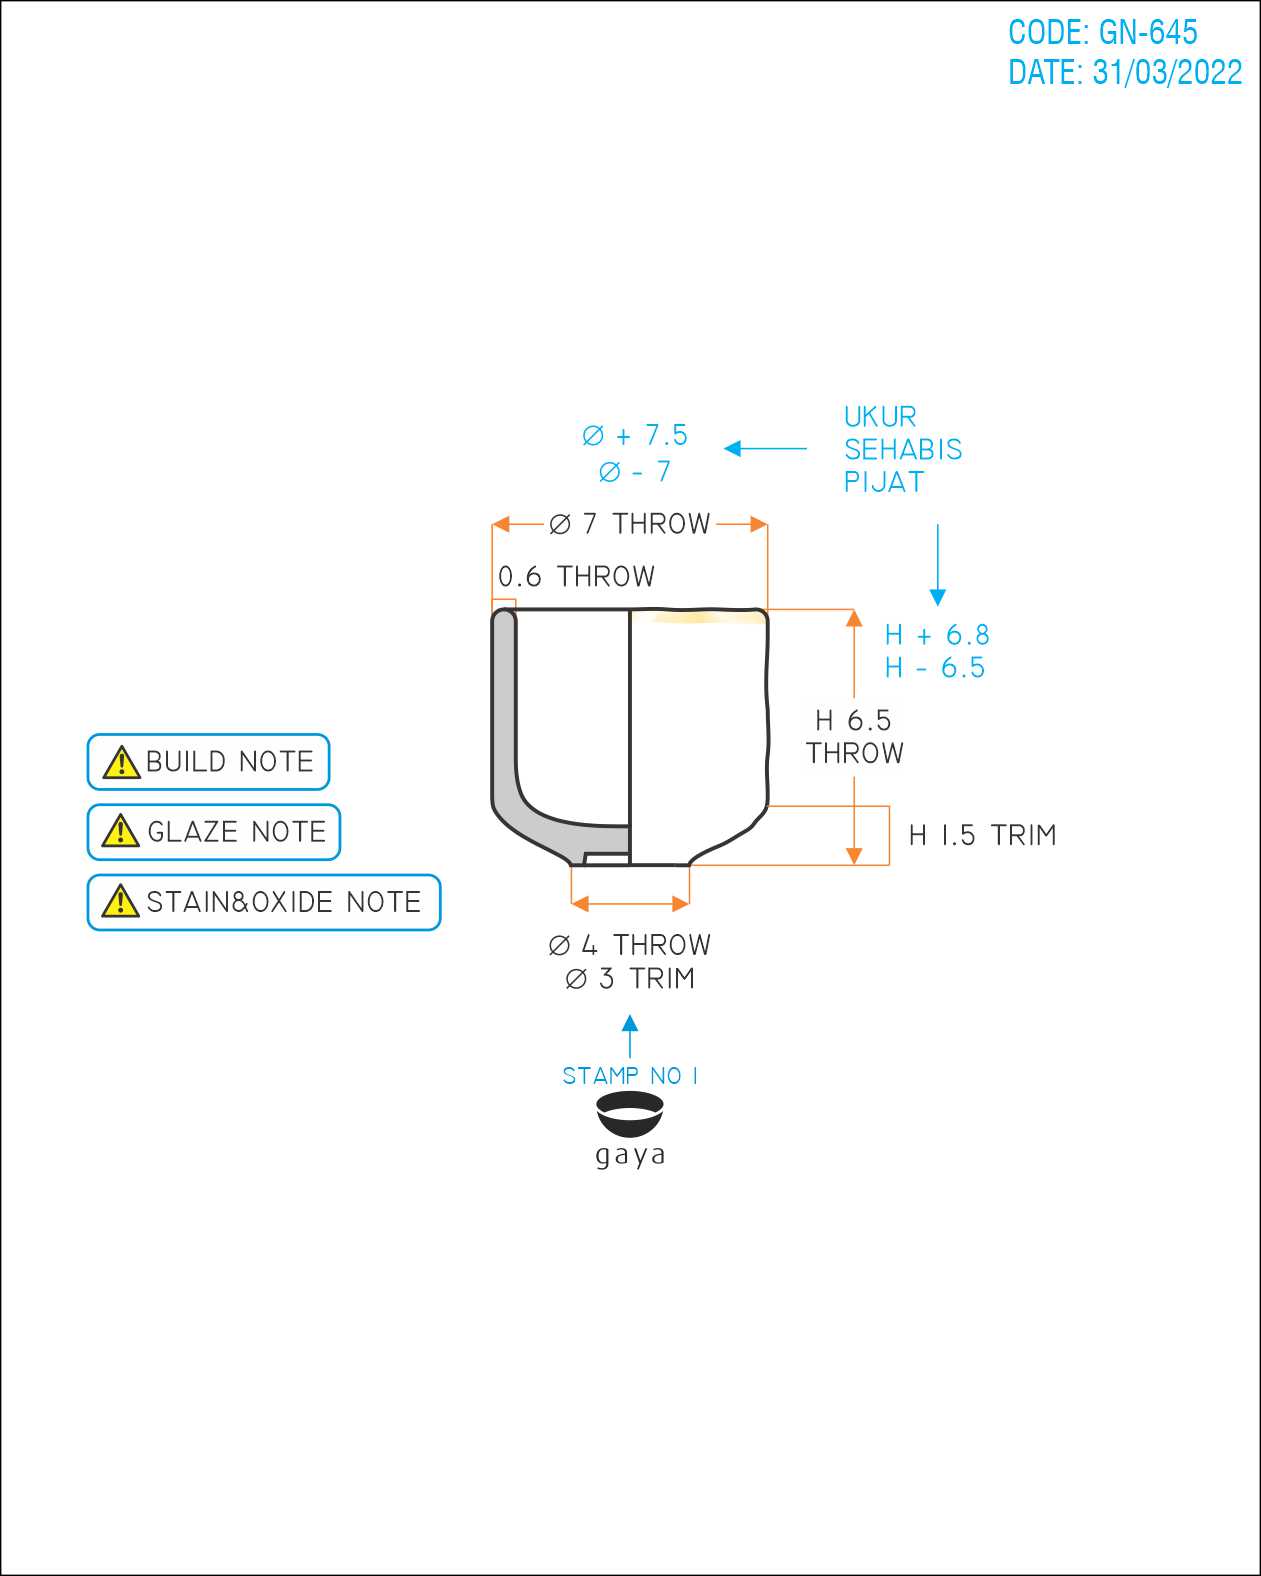 CODE: GN-645
DATE: 31/03/2022
UKUR
SEHABIS
PIJAT
Ø + 7.5
Ø - 7
Ø 7 THROW
0.6 THROW
H + 6.8
H - 6.5
H 6.5
THROW
BUILD NOTE
GLAZE NOTE
H 1.5 TRIM
STAIN&OXIDE NOTE
Ø 4 THROW
Ø 3 TRIM
STAMP NO 1
gaya